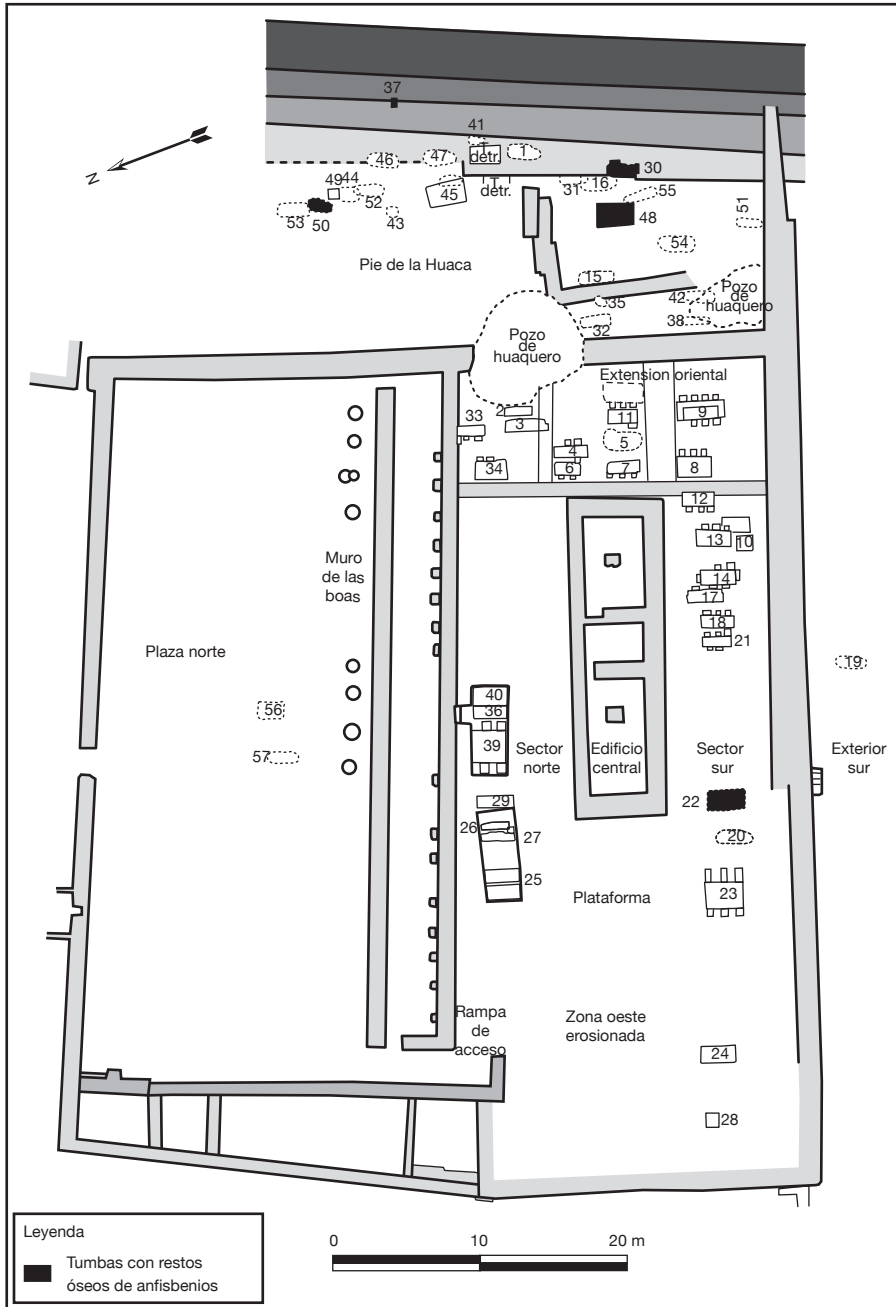 37
41
T.
detr.
1
30
46
47
N
T
detr.
31
16
49
44
45
55
52
53
50
43
48
51
54
Pie de la Huaca
15
42
Pozo
de
huaquero
35
38
32
Pozo
de
huaquero
Extension oriental
33
2
3
11
9
5
4
34
6
7
8
12
13
10
14
17
18
21
Muro
de las
boas
Plaza norte
19
56
57
40
36
39
Sector
norte
Edificio
central
Sector
sur
Exterior
sur
22
29
26
27
20
25
23
Plataforma
Rampa
de
acceso
Zona oeste
erosionada
24
28
Leyenda
Tumbas con restos
óseos de anfisbenios
0 10 20 m